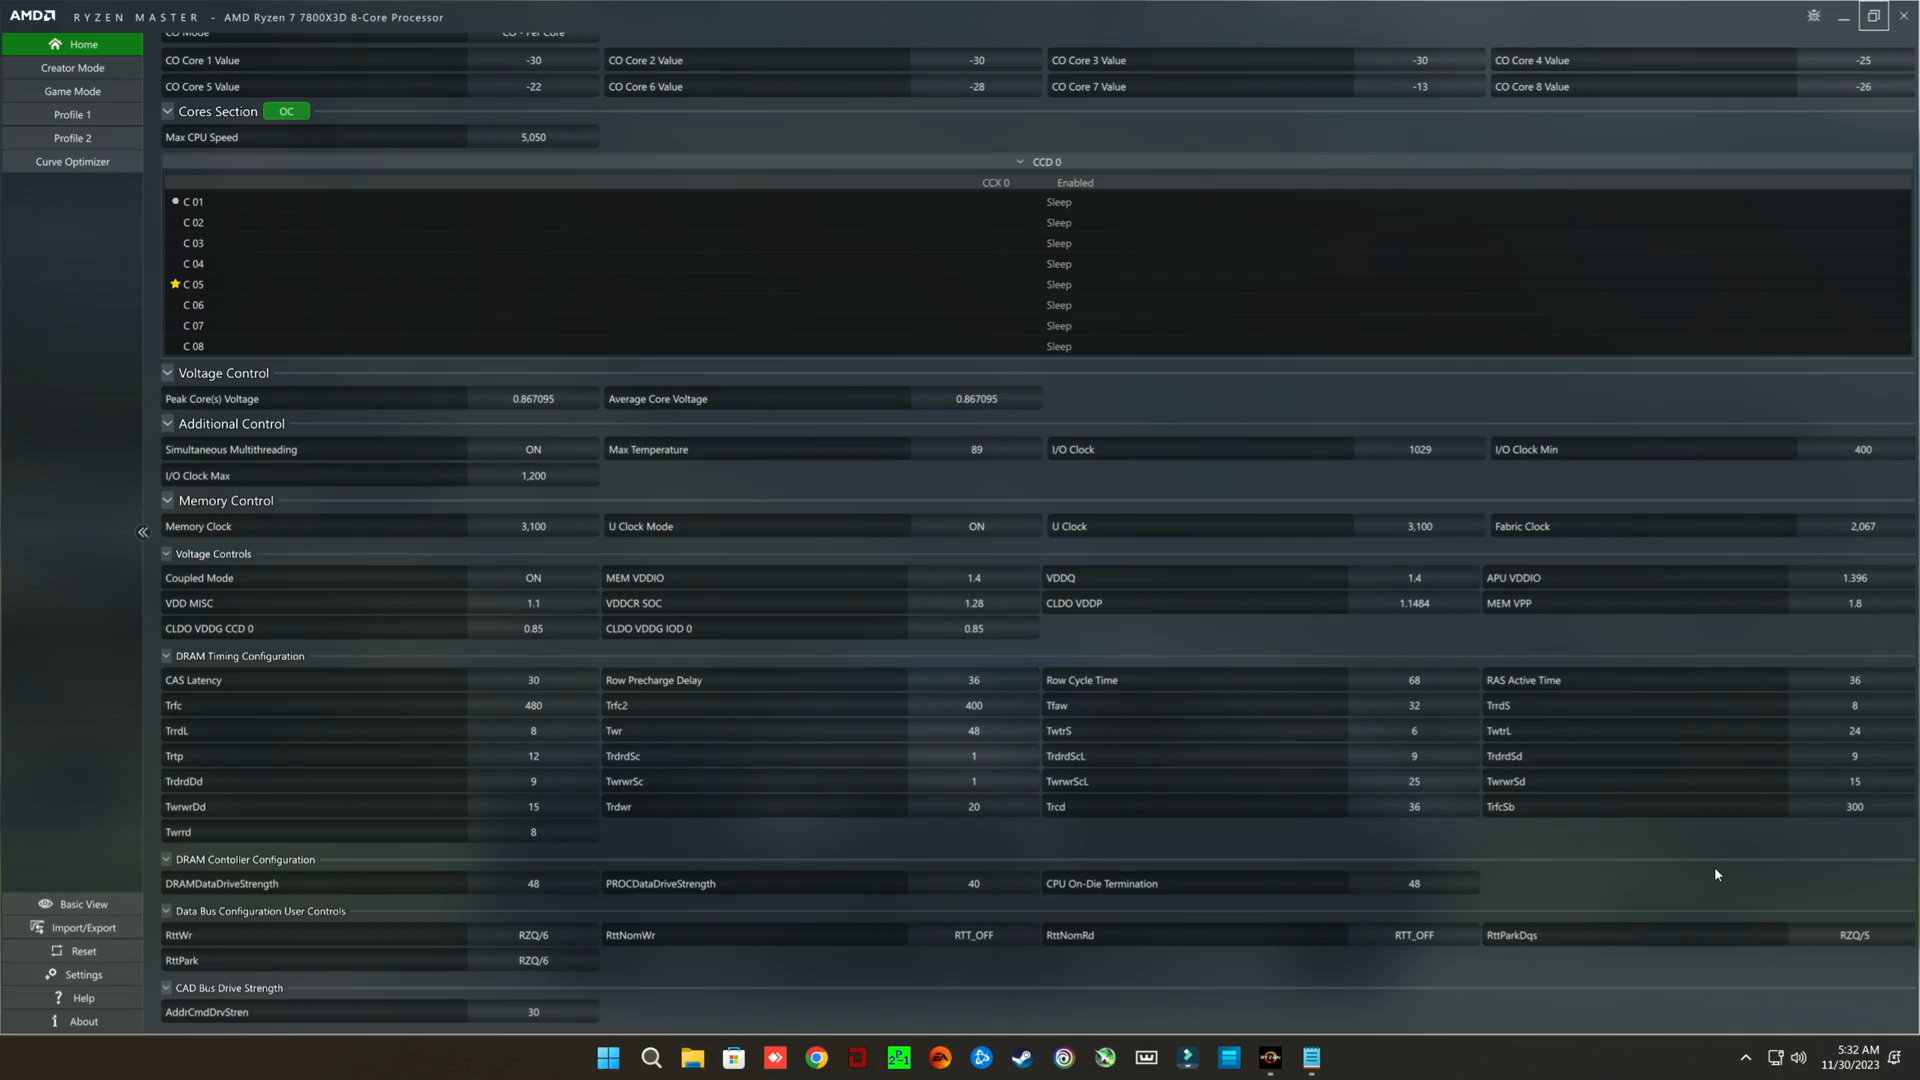 AMD RYZEN MASTER - AMD Ryzen 7 7800X3D 8-Core Processor
Home
Creator Mode
Game Mode
Profile 1
Profile 2
Curve Optimizer
CO Mode CO - Per Core
CO Core 1 Value -30 CO Core 2 Value -30 CO Core 3 Value -30 CO Core 4 Value -25
CO Core 5 Value -22 CO Core 6 Value -28 CO Core 7 Value -13 CO Core 8 Value -26
Cores Section OC
Max CPU Speed 5,050
CCD 0
CCX 0 Enabled
C 01 Sleep
C 02 Sleep
C 03 Sleep
C 04 Sleep
C 05 Sleep
C 06 Sleep
C 07 Sleep
C 08 Sleep
Voltage Control
Peak Core(s) Voltage 0.867095 Average Core Voltage 0.867095
Additional Control
Simultaneous Multithreading ON Max Temperature 89 I/O Clock 1029 I/O Clock Min 400
I/O Clock Max 1,200
Memory Control
Memory Clock 3,100 U Clock Mode ON U Clock 3,100 Fabric Clock 2,067
Voltage Controls
Coupled Mode ON MEM VDDIO 1.4 VDDQ 1.4 APU VDDIO 1.396
VDD MISC 1.1 VDDCR SOC 1.28 CLDO VDDP 1.1484 MEM VPP 1.8
CLDO VDDG CCD 0 0.85 CLDO VDDG IOD 0 0.85
DRAM Timing Configuration
CAS Latency 30 Row Precharge Delay 36 Row Cycle Time 68 RAS Active Time 36
Trfc 480 Trfc2 400 Tfaw 32 TrrdS 8
TrrdL 8 Twr 48 TwtrS 6 TwtrL 24
Trtp 12 TrdrdSc 1 TrdrdScL 9 TrdrdSd 9
TrdrdDd 9 TwrwrSc 1 TwrwrScL 25 TwrwrSd 15
TwrwrDd 15 Trdwr 20 Trcd 36 TrfcSb 300
Twrrd 8
DRAM Contoller Configuration
DRAMDataDriveStrength 48 PROCDataDriveStrength 40 CPU On-Die Termination 48
Data Bus Configuration User Controls
RttWr RZQ/6 RttNomWr RTT_OFF RttNomRd RTT_OFF RttParkDqs RZQ/5
RttPark RZQ/6
CAD Bus Drive Strength
AddrCmdDrvStren 30
Basic View
Import/Export
Reset
Settings
Help
About
5:32 AM
11/30/2023